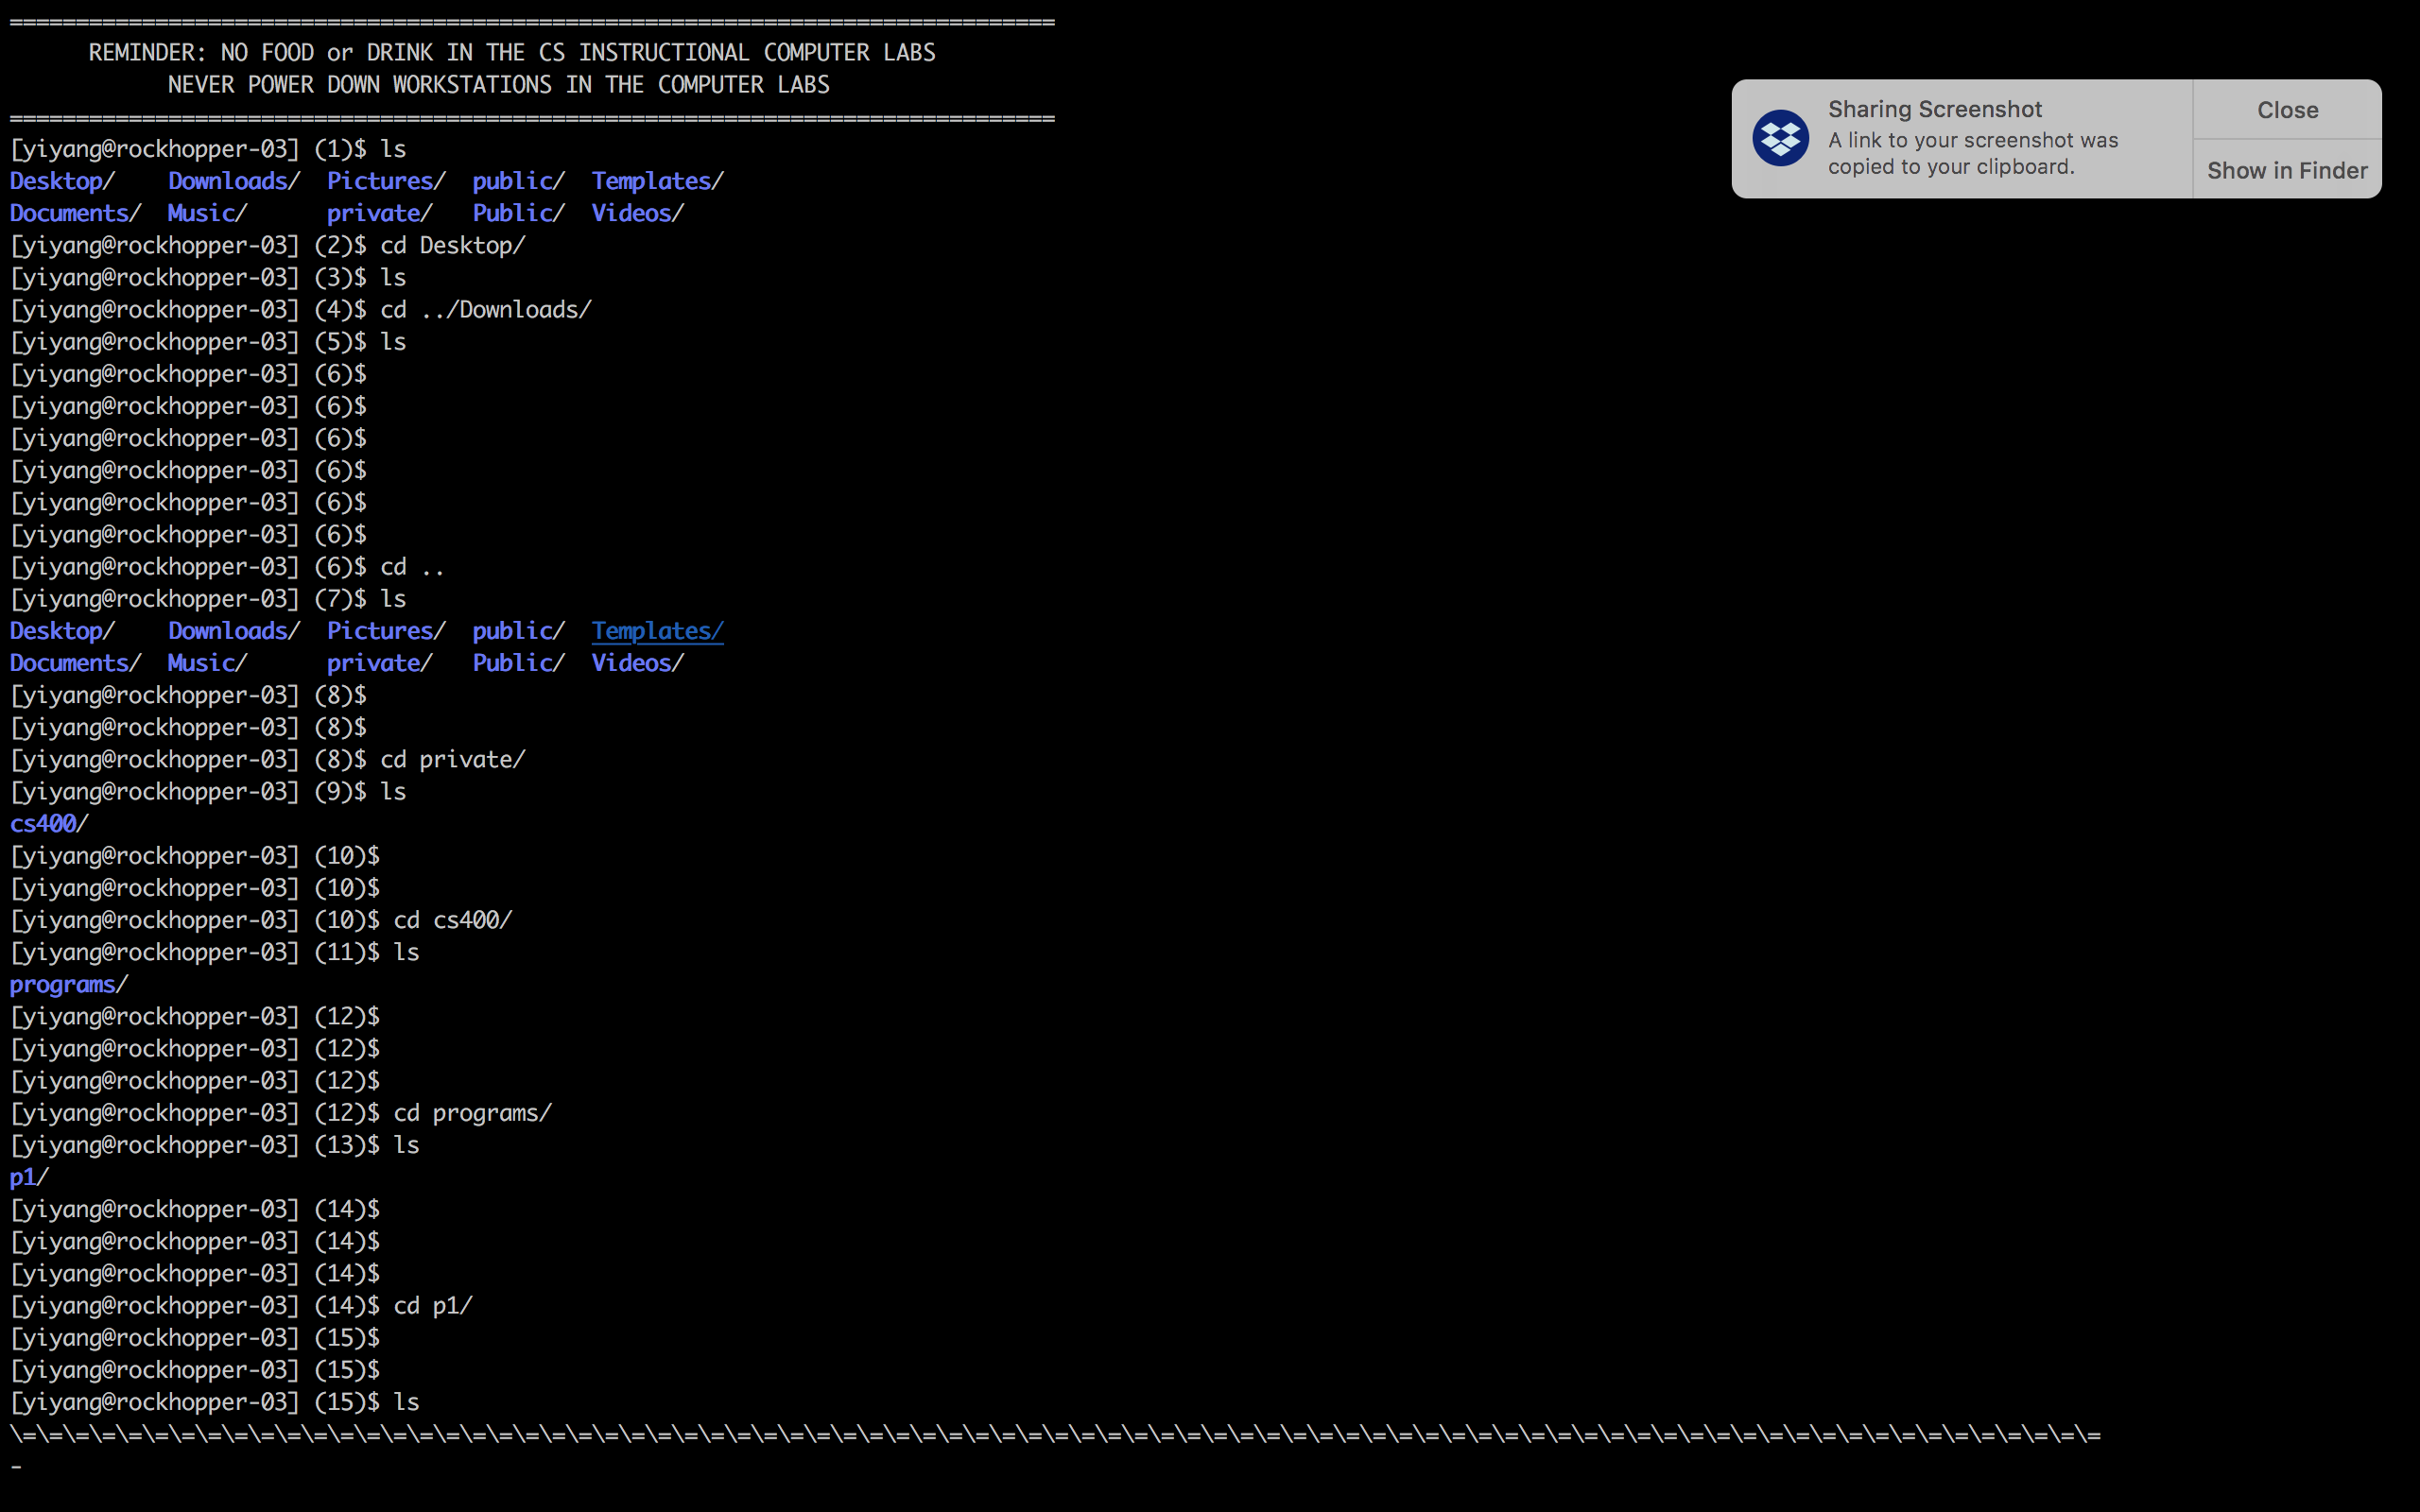 ===============================================================================
      REMINDER: NO FOOD or DRINK IN THE CS INSTRUCTIONAL COMPUTER LABS
            NEVER POWER DOWN WORKSTATIONS IN THE COMPUTER LABS
===============================================================================
[yiyang@rockhopper-03] (1)$ ls
Desktop/    Downloads/  Pictures/  public/  Templates/
Documents/  Music/      private/   Public/  Videos/
[yiyang@rockhopper-03] (2)$ cd Desktop/
[yiyang@rockhopper-03] (3)$ ls
[yiyang@rockhopper-03] (4)$ cd ../Downloads/
[yiyang@rockhopper-03] (5)$ ls
[yiyang@rockhopper-03] (6)$
[yiyang@rockhopper-03] (6)$
[yiyang@rockhopper-03] (6)$
[yiyang@rockhopper-03] (6)$
[yiyang@rockhopper-03] (6)$
[yiyang@rockhopper-03] (6)$
[yiyang@rockhopper-03] (6)$ cd ..
[yiyang@rockhopper-03] (7)$ ls
Desktop/    Downloads/  Pictures/  public/  Templates/
Documents/  Music/      private/   Public/  Videos/
[yiyang@rockhopper-03] (8)$
[yiyang@rockhopper-03] (8)$
[yiyang@rockhopper-03] (8)$ cd private/
[yiyang@rockhopper-03] (9)$ ls
cs400/
[yiyang@rockhopper-03] (10)$
[yiyang@rockhopper-03] (10)$
[yiyang@rockhopper-03] (10)$ cd cs400/
[yiyang@rockhopper-03] (11)$ ls
programs/
[yiyang@rockhopper-03] (12)$
[yiyang@rockhopper-03] (12)$
[yiyang@rockhopper-03] (12)$
[yiyang@rockhopper-03] (12)$ cd programs/
[yiyang@rockhopper-03] (13)$ ls
p1/
[yiyang@rockhopper-03] (14)$
[yiyang@rockhopper-03] (14)$
[yiyang@rockhopper-03] (14)$
[yiyang@rockhopper-03] (14)$ cd p1/
[yiyang@rockhopper-03] (15)$
[yiyang@rockhopper-03] (15)$
[yiyang@rockhopper-03] (15)$ ls
\=\=\=\=\=\=\=\=\=\=\=\=\=\=\=\=\=\=\=\=\=\=\=\=\=\=\=\=\=\=\=\=\=\=\=\=\=\=\=\=\=\=\=\=\=\=\=\=\=\=\=\=\=\=\=\=\=\=\=\=\=\=\=\=\=\=\=\=\=\=\=\=\=\=\=\=\=\=\=
Sharing Screenshot
A link to your screenshot was
copied to your clipboard.
Close
Show in Finder